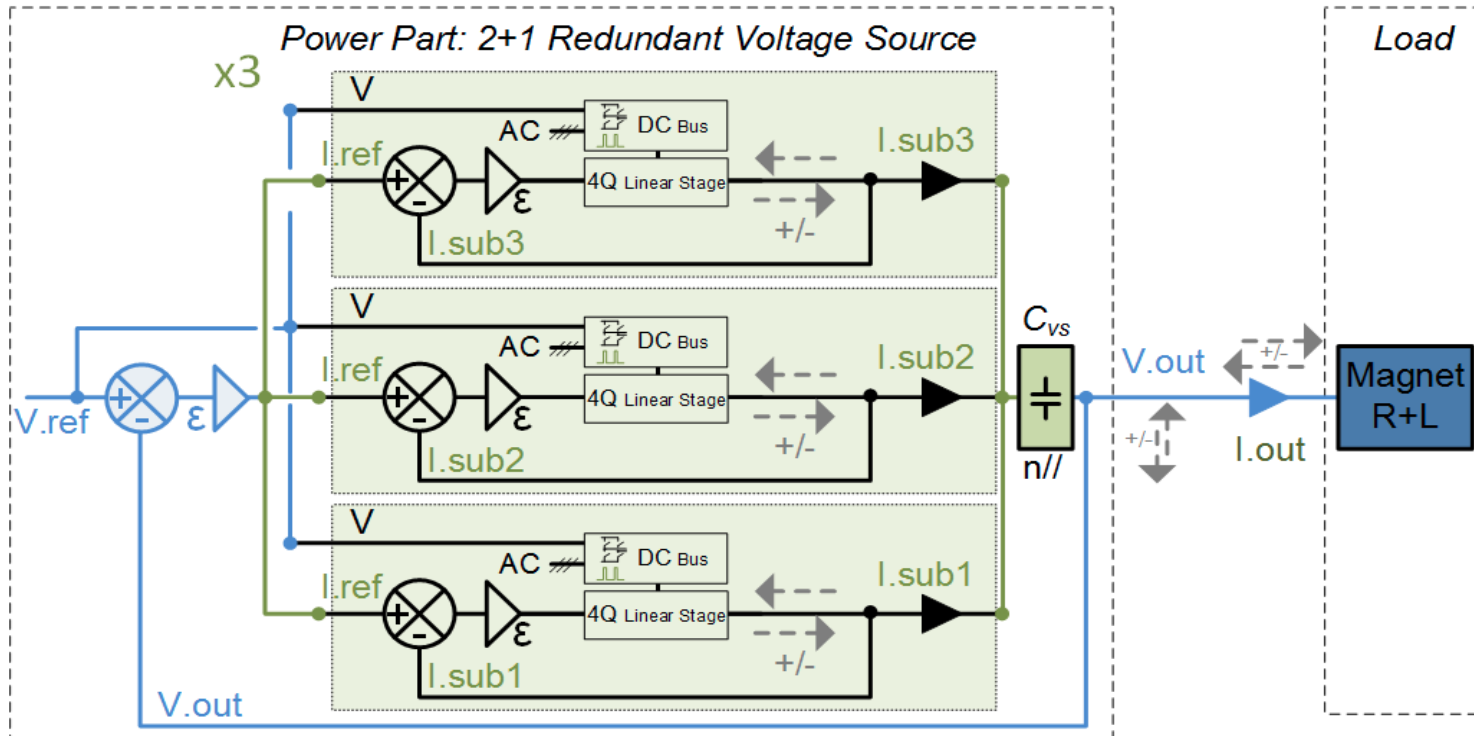 Power Part: 2+1 Redundant Voltage Source
Load
x3
V
AC
DC Bus
I.ref
+
-
ε
4Q Linear Stage
+/-
I.sub3
I.sub3
V
AC
DC Bus
I.ref
+
-
ε
4Q Linear Stage
+/-
I.sub2
I.sub2
V.ref
+
-
ε
Cvs
n//
V.out
+/-
+/-
I.out
Magnet
R+L
V
AC
DC Bus
I.ref
+
-
ε
4Q Linear Stage
+/-
I.sub1
I.sub1
V.out